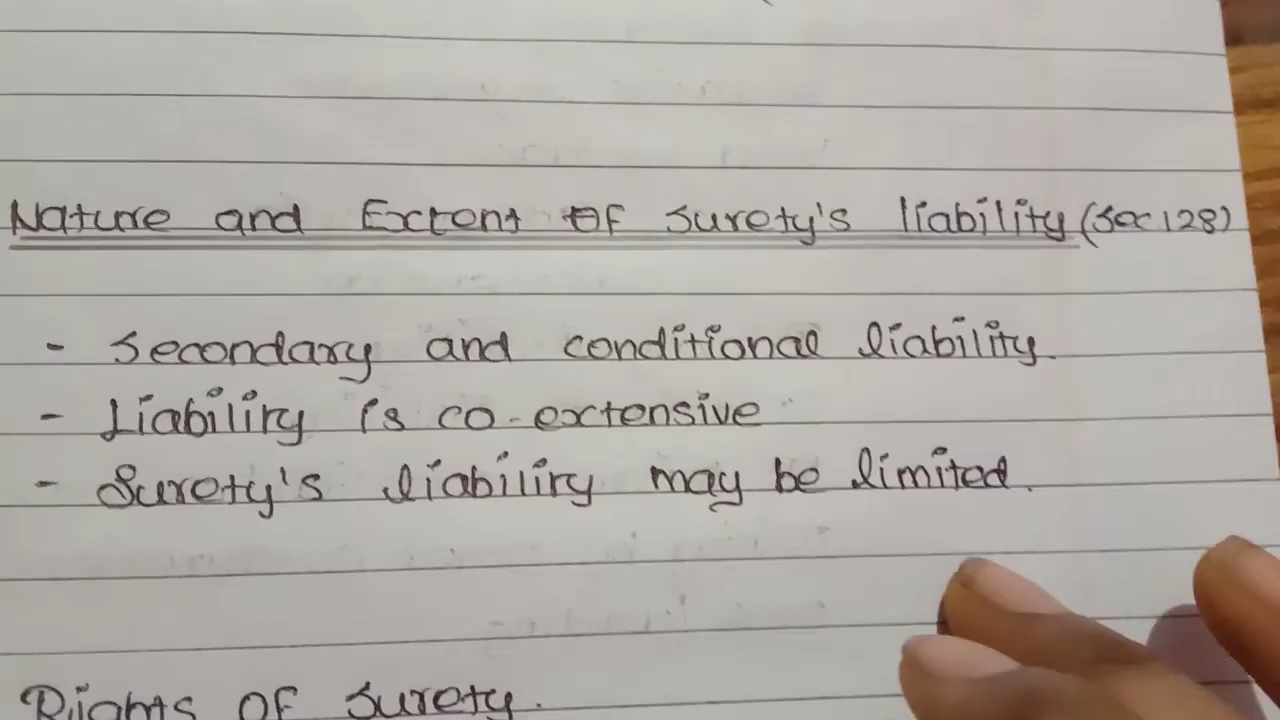 Nature and Extent OF Surety's liability (Sec 128)
- Secondary and conditional liability.
- Liability is co-extensive
- Surety's liability may be limited.
Rights OF Surety.